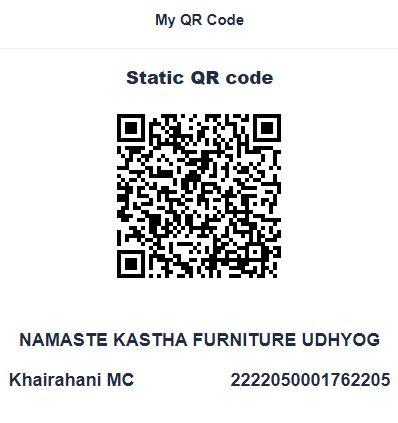 My QR Code
Static QR code
NAMASTE KASTHA FURNITURE UDHYOG
Khairahani MC 2222050001762205